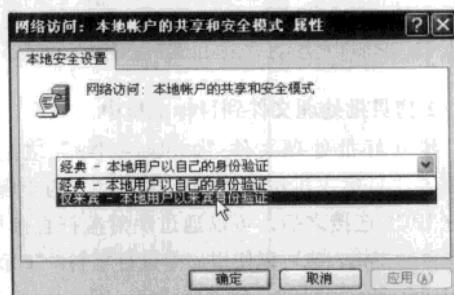 网络访问: 本地帐户的共享和安全模式 属性
本地安全设置
网络访问: 本地帐户的共享和安全模式
经典 - 本地用户以自己的身份验证
经典 - 本地用户以自己的身份验证
仅来宾 - 本地用户以来宾身份验证
确定
取消
应用(A)